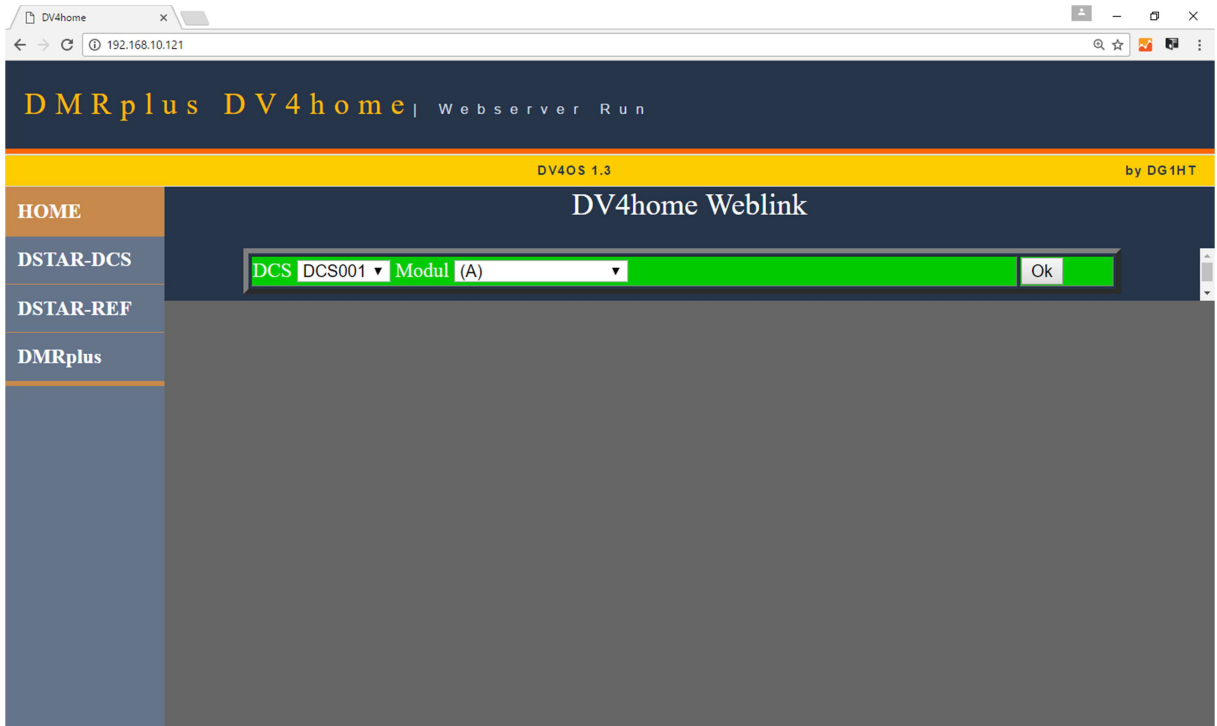 DV4home
192.168.10.121
DMRplus DV4home| Webserver Run
DV4OS 1.3 by DG1HT
HOME
DSTAR-DCS
DSTAR-REF
DMRplus
DV4home Weblink
DCS DCS001 Modul (A) Ok